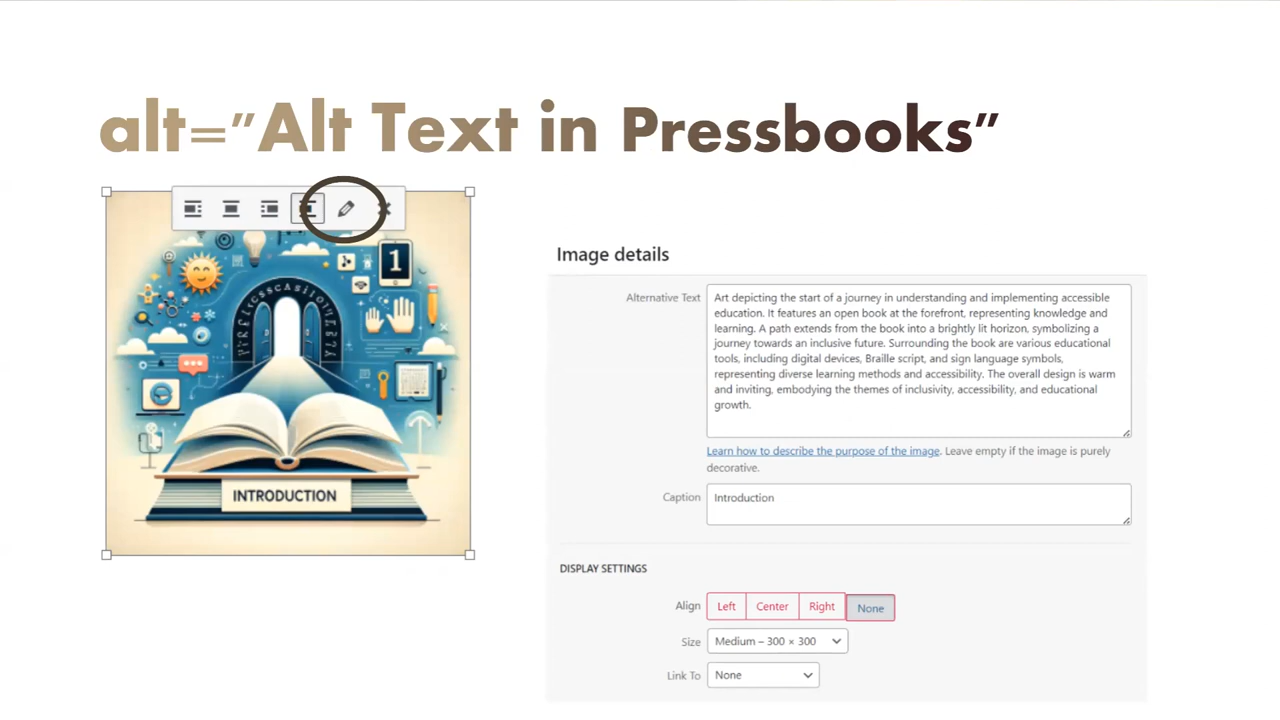 alt="Alt Text in Pressbooks"
1
INTRODUCTION
Image details
Alternative Text
Art depicting the start of a journey in understanding and implementing accessible
education. It features an open book at the forefront, representing knowledge and
learning. A path extends from the book into a brightly lit horizon, symbolizing a
journey towards an inclusive future. Surrounding the book are various educational
tools, including digital devices, Braille script, and sign language symbols,
representing diverse learning methods and accessibility. The overall design is warm
and inviting, embodying the themes of inclusivity, accessibility, and educational
growth.
Learn how to describe the purpose of the image. Leave empty if the image is purely
decorative.
Caption
Introduction
DISPLAY SETTINGS
Align
Left
Center
Right
None
Size
Medium – 300 × 300
Link To
None